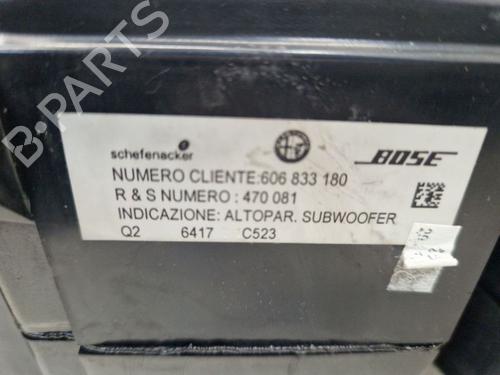 B-PARTS
schefenacker
BOSE
NUMERO CLIENTE:606 833 180
R & S NUMERO : 470 081
INDICAZIONE: ALTOPAR. SUBWOOFER
Q2 6417 C523